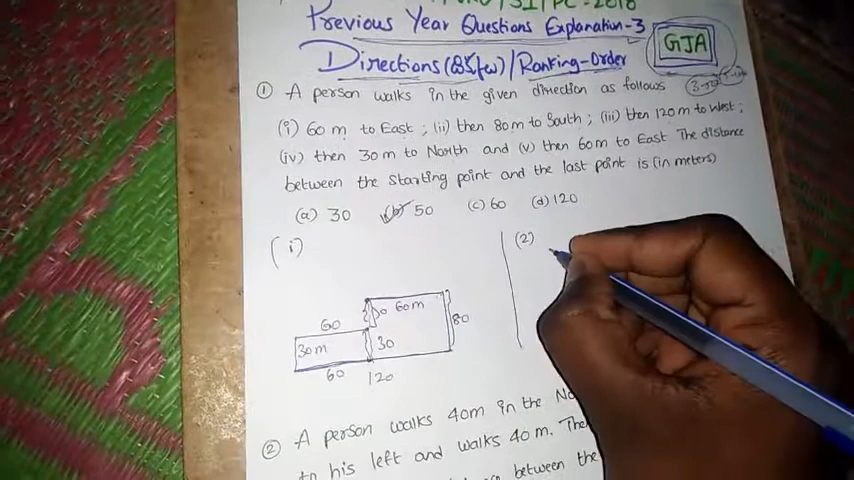 PC-2018
Previous Year Questions Explanation-3
GJA
Directions / Ranking-Order
① A person walks in the given direction as follows
(i) 60 m to East ; (ii) then 80 m to South ; (iii) then 120 m to West ;
(iv) then 30 m to North and (v) then 60 m to East The distance
between the starting point and the last point is (in meters)
(a) 30 (b) 50 (c) 60 (d) 120
(i) (2)
60 m
60 80
30m 30
60 120
② A person walks 40m in the
to his left and walks 40 m.
between the